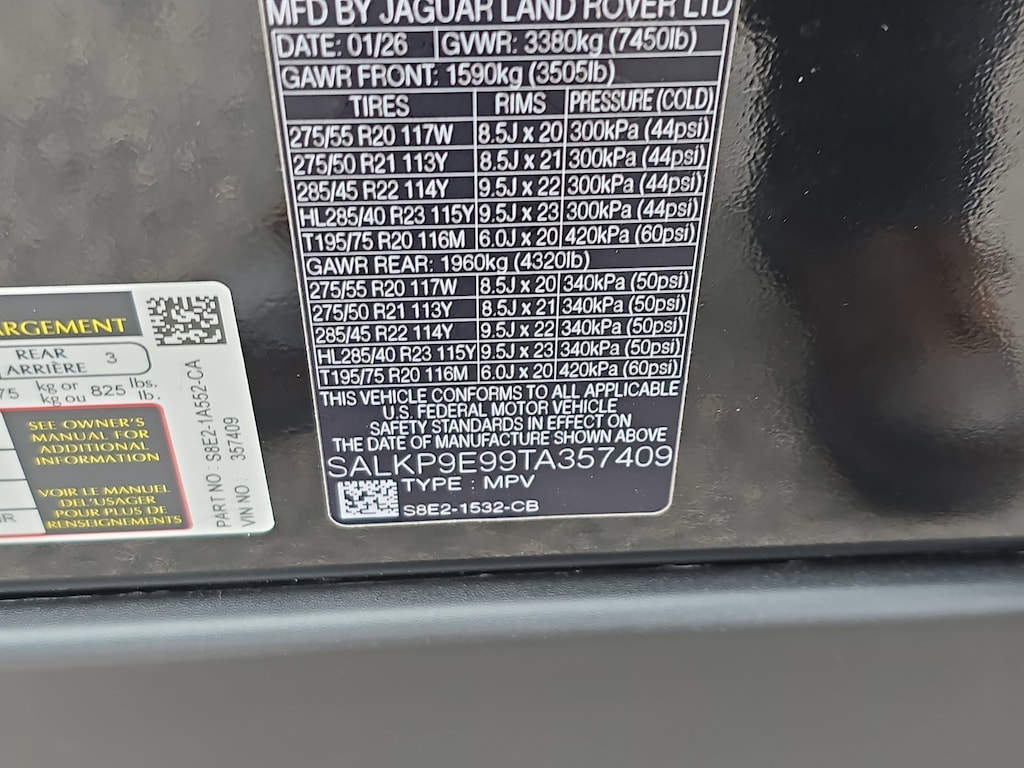 MFD BY JAGUAR LAND ROVER LTD
DATE: 01/26 GVWR: 3380kg (7450lb)
GAWR FRONT: 1590kg (3505lb)
TIRES RIMS PRESSURE (COLD)
275/55 R20 117W 8.5J x 20 300kPa (44psi)
275/50 R21 113Y 8.5J x 21 300kPa (44psi)
285/45 R22 114Y 9.5J x 22 300kPa (44psi)
HL285/40 R23 115Y 9.5J x 23 300kPa (44psi)
T195/75 R20 116M 6.0J x 20 420kPa (60psi)
GAWR REAR: 1960kg (4320lb)
275/55 R20 117W 8.5J x 20 340kPa (50psi)
275/50 R21 113Y 8.5J x 21 340kPa (50psi)
285/45 R22 114Y 9.5J x 22 340kPa (50psi)
HL285/40 R23 115Y 9.5J x 23 340kPa (50psi)
T195/75 R20 116M 6.0J x 20 420kPa (60psi)
THIS VEHICLE CONFORMS TO ALL APPLICABLE
U.S. FEDERAL MOTOR VEHICLE
SAFETY STANDARDS IN EFFECT ON
THE DATE OF MANUFACTURE SHOWN ABOVE
SALKP9E99TA357409
TYPE : MPV
S8E2-1532-CB
ARGEMENT
REAR 3
ARRIÈRE
75 kg or 825 lbs.
kg ou lb.
SEE OWNER'S
MANUAL FOR
ADDITIONAL
INFORMATION
VOIR LE MANUEL
DE L'USAGER
POUR PLUS DE
RENSEIGNEMENTS
PART NO : S8E2-1A552-CA
VIN NO : 357409